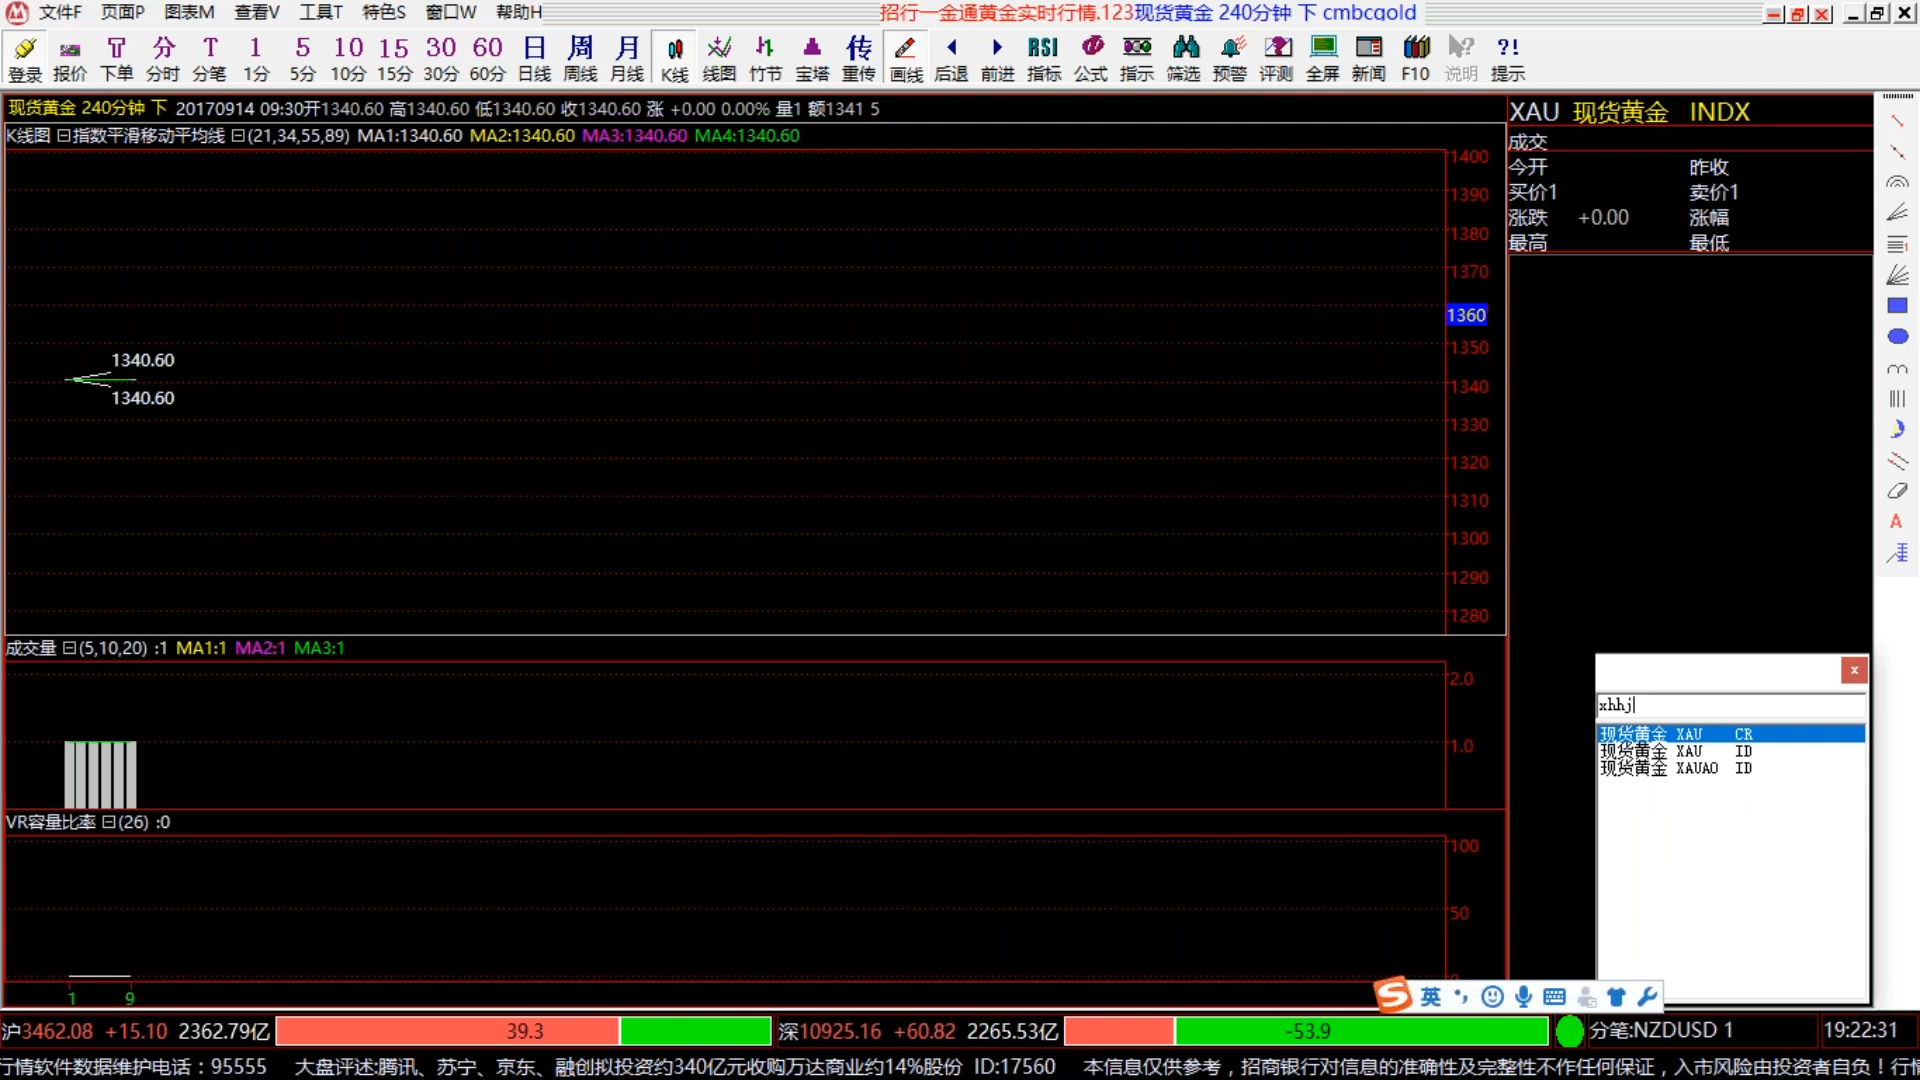 文件F 页面P 图表M 查看V 工具T 特色S 窗口W 帮助H 招行一金通黄金实时行情.123现货黄金 240分钟 下 cmbcgold
T 分 T 1 5 10 15 30 60 日 周 月 传 RSI ?!
登录 报价 下单 分时 分笔 1分 5分 10分 15分 30分 60分 日线 周线 月线 K线 线图 竹节 宝塔 重传 画线 后退 前进 指标 公式 指示 筛选 预警 评测 全屏 新闻 F10 说明 提示
现货黄金 240分钟 下 20170914 09:30开1340.60 高1340.60 低1340.60 收1340.60 涨 +0.00 0.00% 量1 额1341 5
K线图 指数平滑移动平均线 (21,34,55,89) MA1:1340.60 MA2:1340.60 MA3:1340.60 MA4:1340.60
1400
1390
1380
1370
1360
1350
1340
1330
1320
1310
1300
1290
1280
1340.60
1340.60
成交量 (5,10,20) :1 MA1:1 MA2:1 MA3:1
2.0
1.0
VR容量比率 (26) :0
100
50
0
1 9
XAU 现货黄金 INDX
成交
今开 昨收
买价1 卖价1
涨跌 +0.00 涨幅
最高 最低
1
A
x
xhhj
现货黄金 XAU CR
现货黄金 XAU ID
现货黄金 XAUAO ID
S 英
沪3462.08 +15.10 2362.79亿 39.3 深10925.16 +60.82 2265.53亿 -53.9 分笔:NZDUSD 1 19:22:31
行情软件数据维护电话：95555 大盘评述:腾讯、苏宁、京东、融创拟投资约340亿元收购万达商业约14%股份 ID:17560 本信息仅供参考，招商银行对信息的准确性及完整性不作任何保证，入市风险由投资者自负！行情